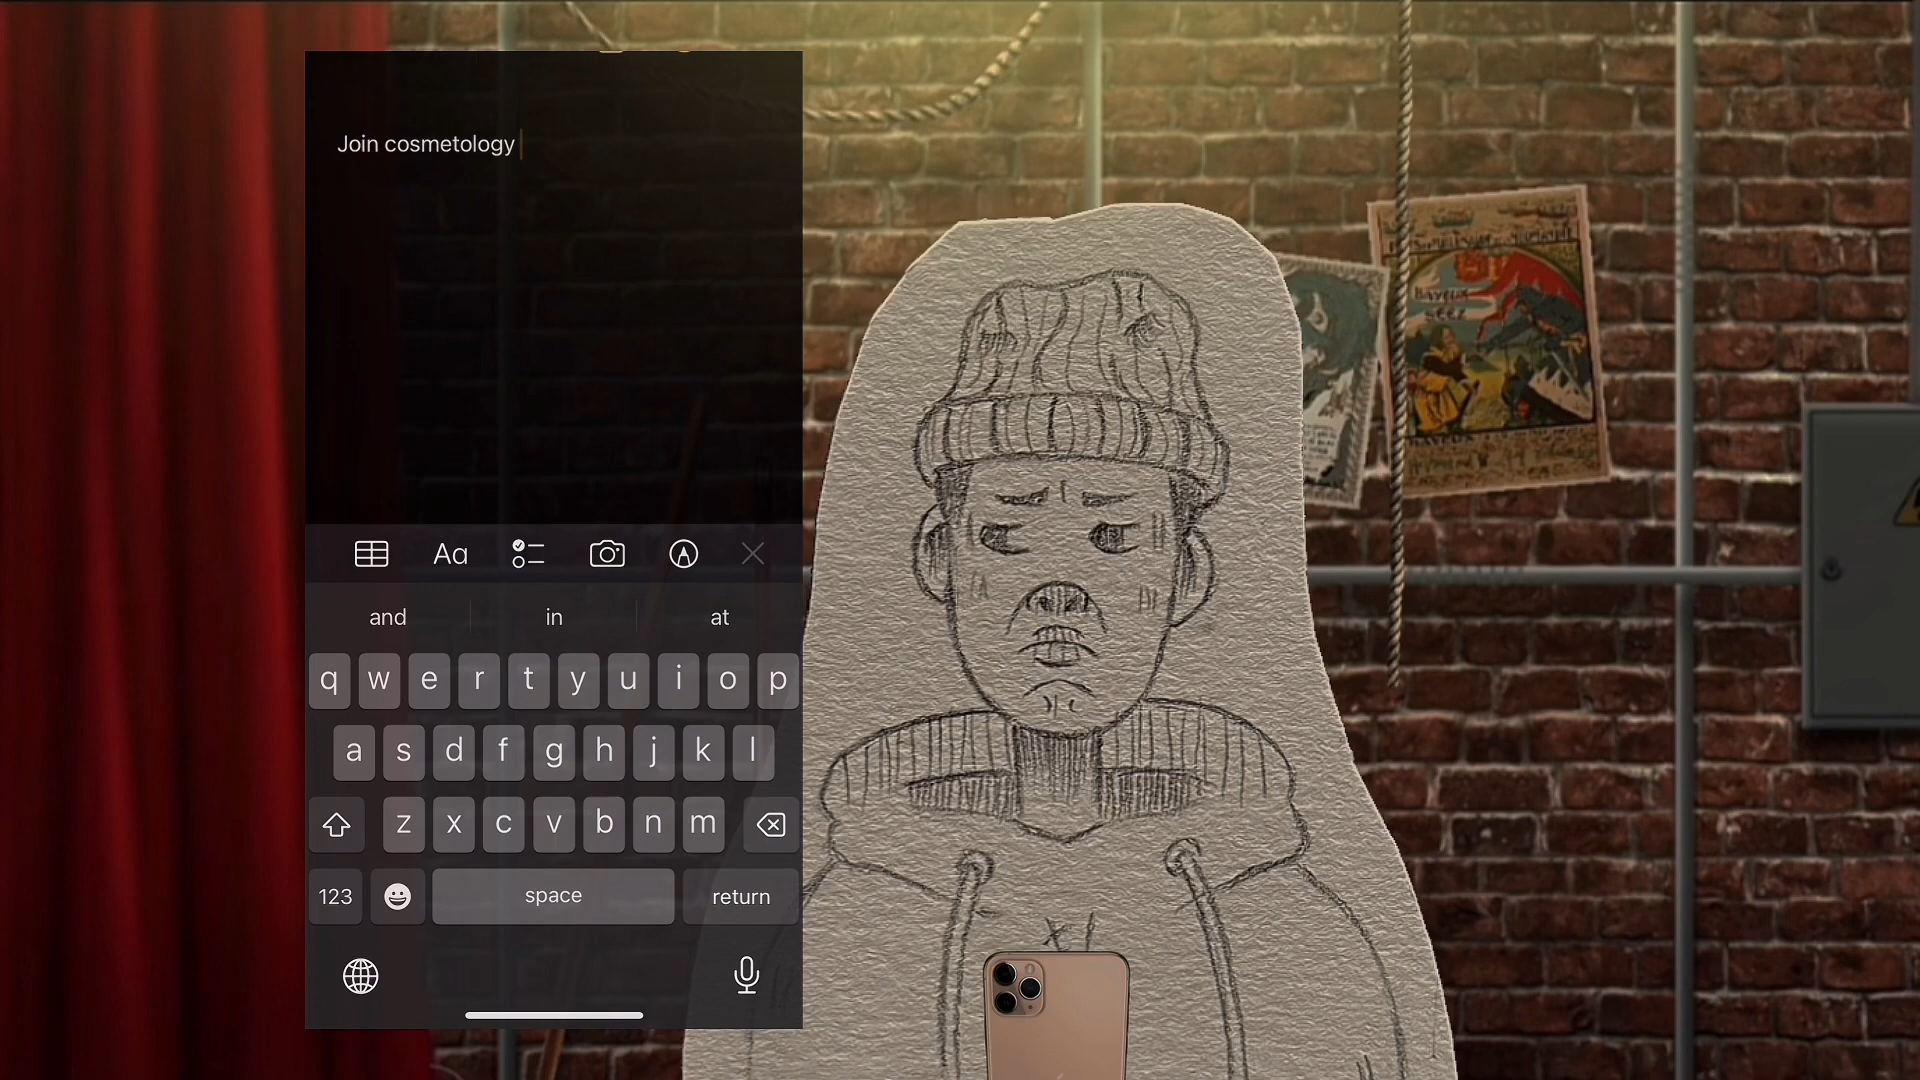 Join cosmetology
Aa
and in at
q w e r t y u i o p
a s d f g h j k l
z x c v b n m
123 space return